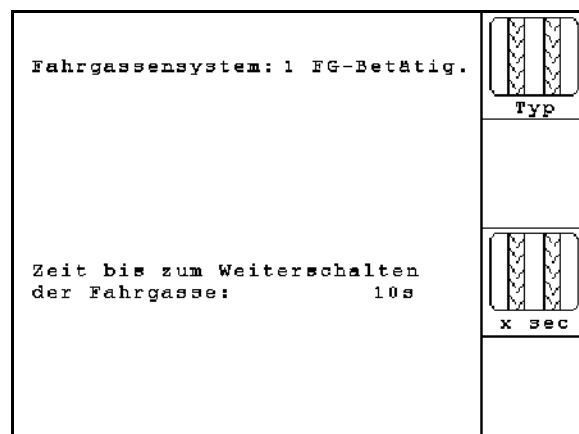 Fahrgassensystem: 1 FG-Betätig.
Typ
Zeit bis zum Weiterschalten
der Fahrgasse: 10s
x sec